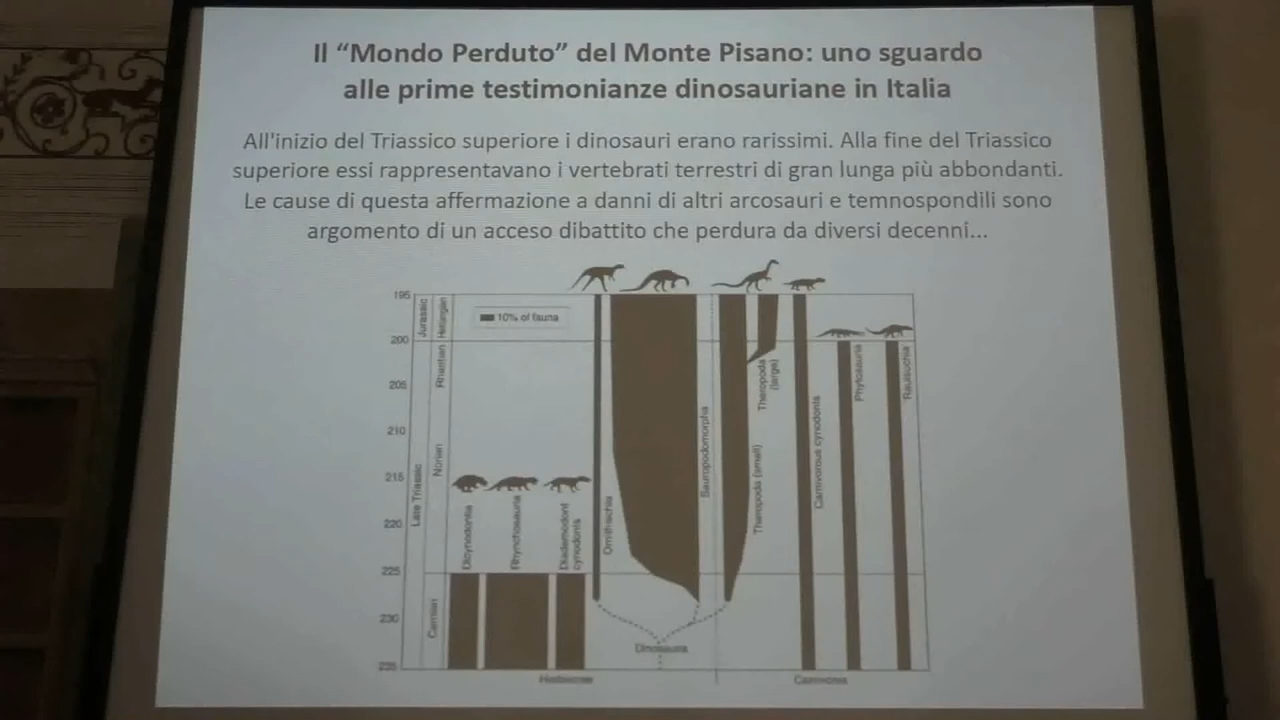 Il “Mondo Perduto” del Monte Pisano: uno sguardo
alle prime testimonianze dinosauriane in Italia
All'inizio del Triassico superiore i dinosauri erano rarissimi. Alla fine del Triassico
superiore essi rappresentavano i vertebrati terrestri di gran lunga più abbondanti.
Le cause di questa affermazione a danni di altri arcosauri e temnospondili sono
argomento di un acceso dibattito che perdura da diversi decenni...
195
200
205
210
215
220
225
230
235
Jurassic
Late Triassic
Hettangian
Rhaetian
Norian
Carnian
10% of fauna
Dicynodontia
Rhynchosauria
Diademodont
cynodonts
Ornithischia
Sauropodomorpha
Theropoda (small)
Theropoda
(large)
Carnivorous cynodonts
Phytosauria
Rauisuchia
Dinosauria
Herbivores